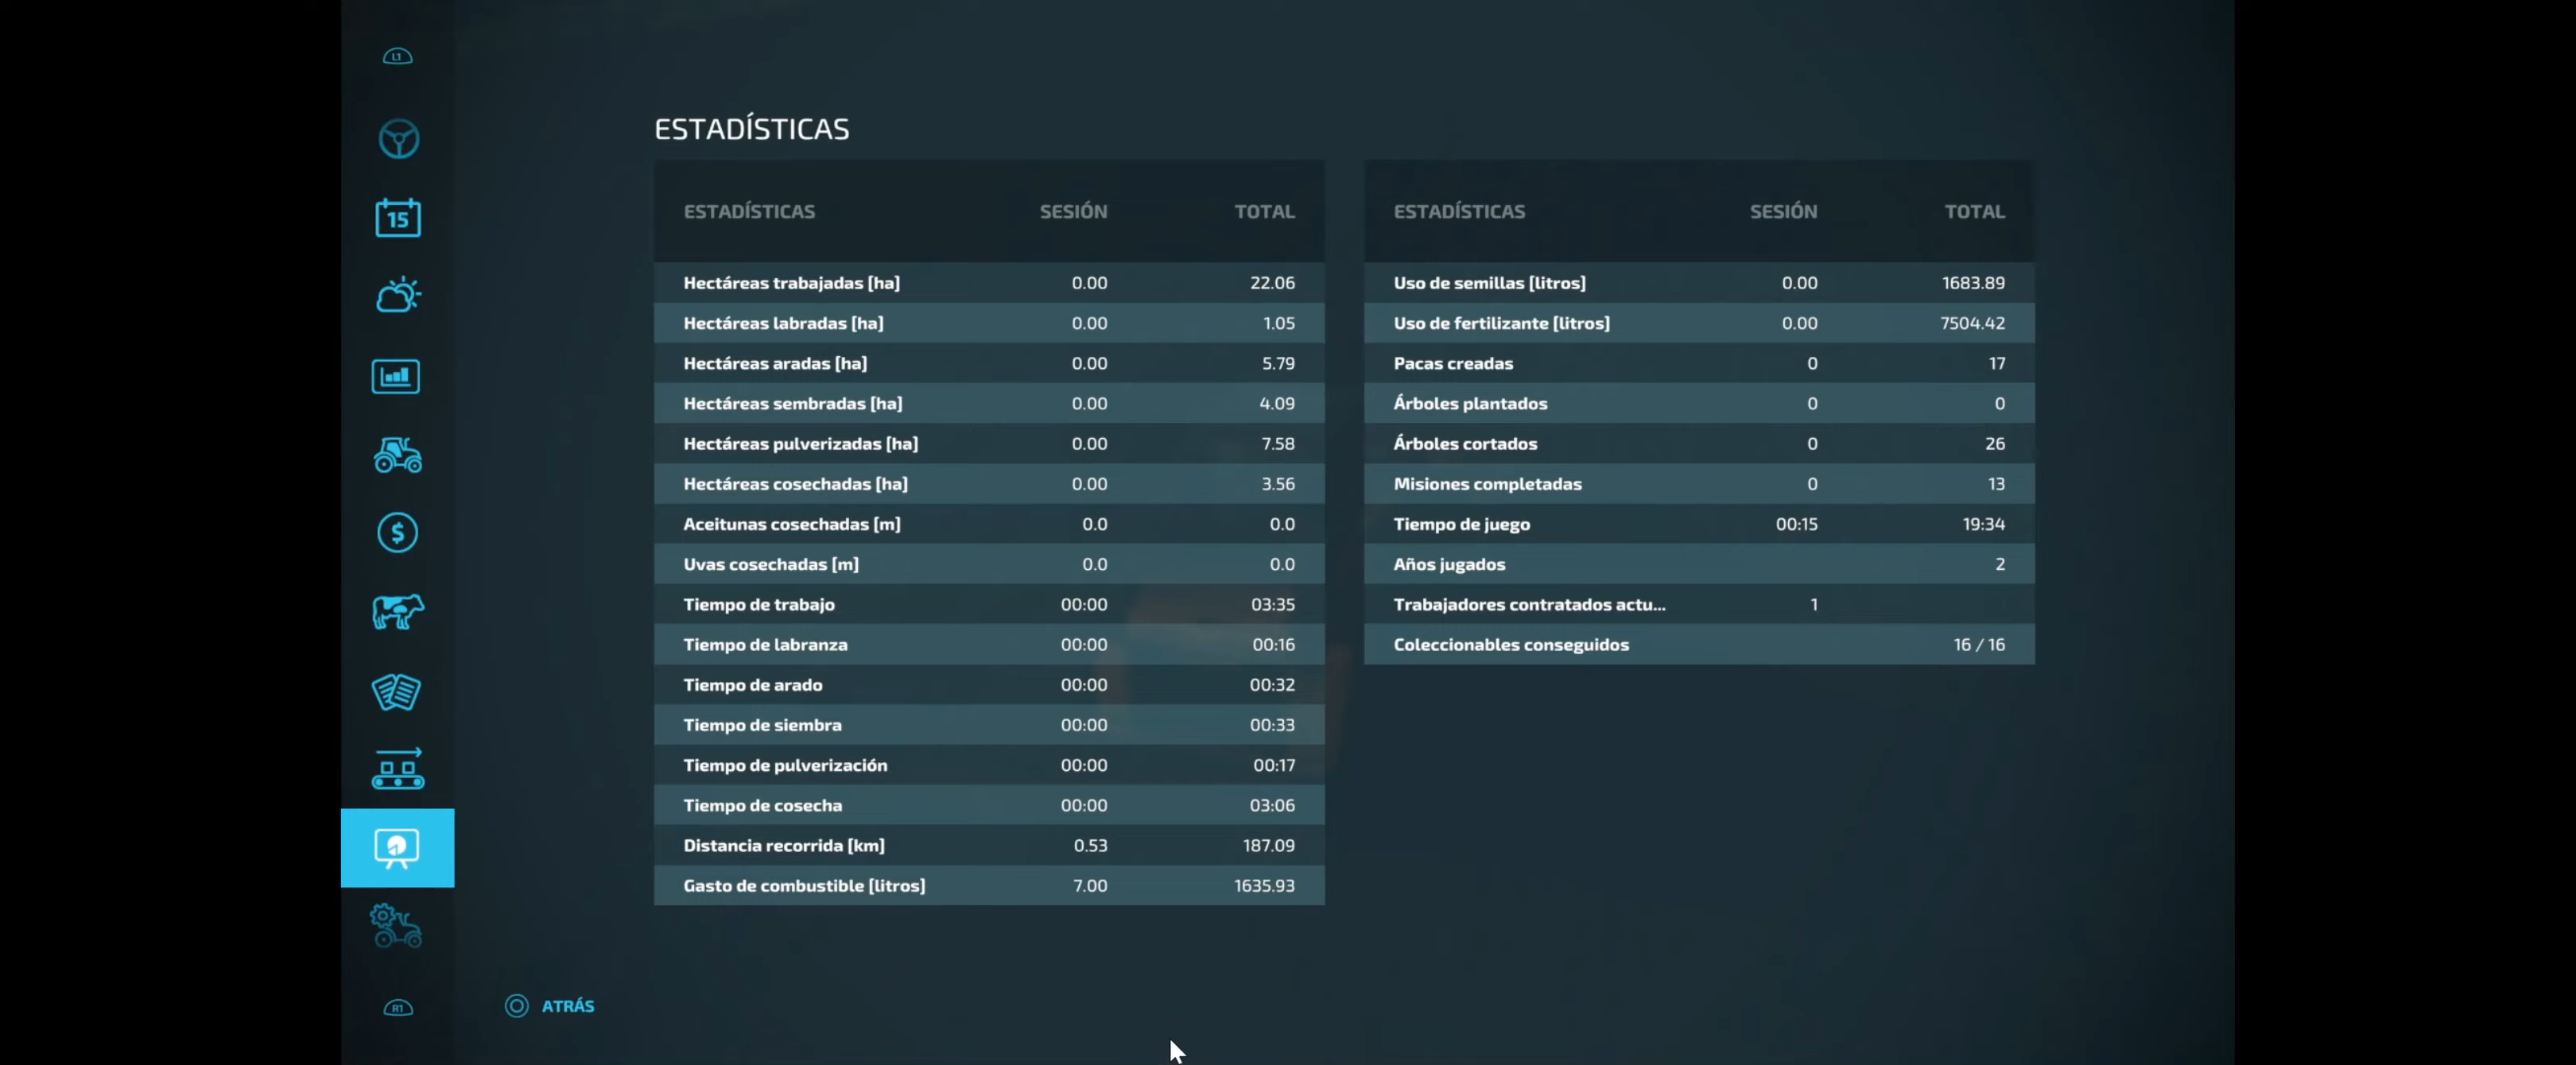 L1
15
$
R1
ESTADÍSTICAS
ESTADÍSTICAS SESIÓN TOTAL
Hectáreas trabajadas [ha] 0.00 22.06
Hectáreas labradas [ha] 0.00 1.05
Hectáreas aradas [ha] 0.00 5.79
Hectáreas sembradas [ha] 0.00 4.09
Hectáreas pulverizadas [ha] 0.00 7.58
Hectáreas cosechadas [ha] 0.00 3.56
Aceitunas cosechadas [m] 0.0 0.0
Uvas cosechadas [m] 0.0 0.0
Tiempo de trabajo 00:00 03:35
Tiempo de labranza 00:00 00:16
Tiempo de arado 00:00 00:32
Tiempo de siembra 00:00 00:33
Tiempo de pulverización 00:00 00:17
Tiempo de cosecha 00:00 03:06
Distancia recorrida [km] 0.53 187.09
Gasto de combustible [litros] 7.00 1635.93
ESTADÍSTICAS SESIÓN TOTAL
Uso de semillas [litros] 0.00 1683.89
Uso de fertilizante [litros] 0.00 7504.42
Pacas creadas 0 17
Árboles plantados 0 0
Árboles cortados 0 26
Misiones completadas 0 13
Tiempo de juego 00:15 19:34
Años jugados 2
Trabajadores contratados actu... 1
Coleccionables conseguidos 16 / 16
ATRÁS